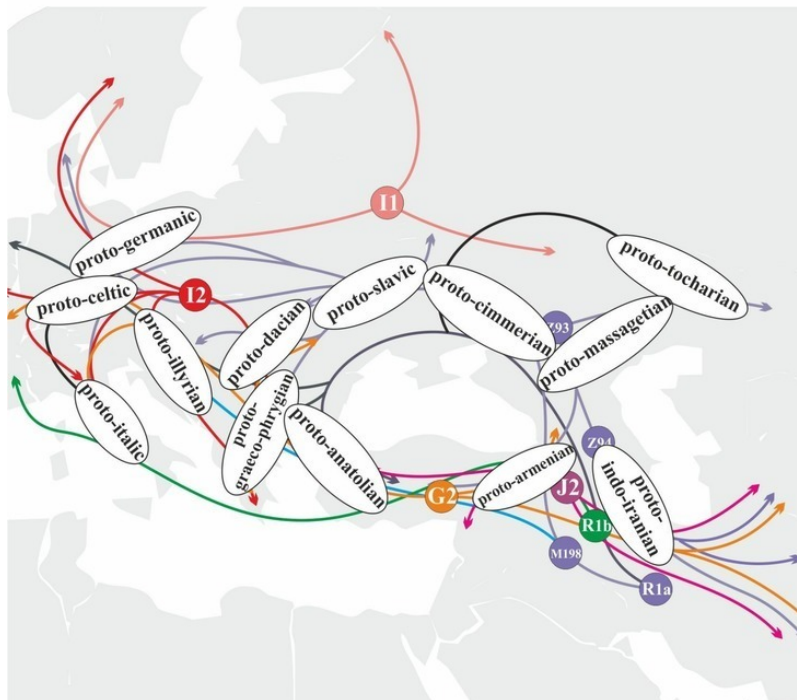 I1
proto-germanic
proto-celtic
I2
proto-slavic
proto-cimmerian
proto-tocharian
Z93
proto-massagetian
proto-illyrian
proto-dacian
proto-italic
proto-
graeco-phrygian
proto-anatolian
proto-armenian
Z94
proto-
indo-iranian
G2
J2
R1b
M198
R1a